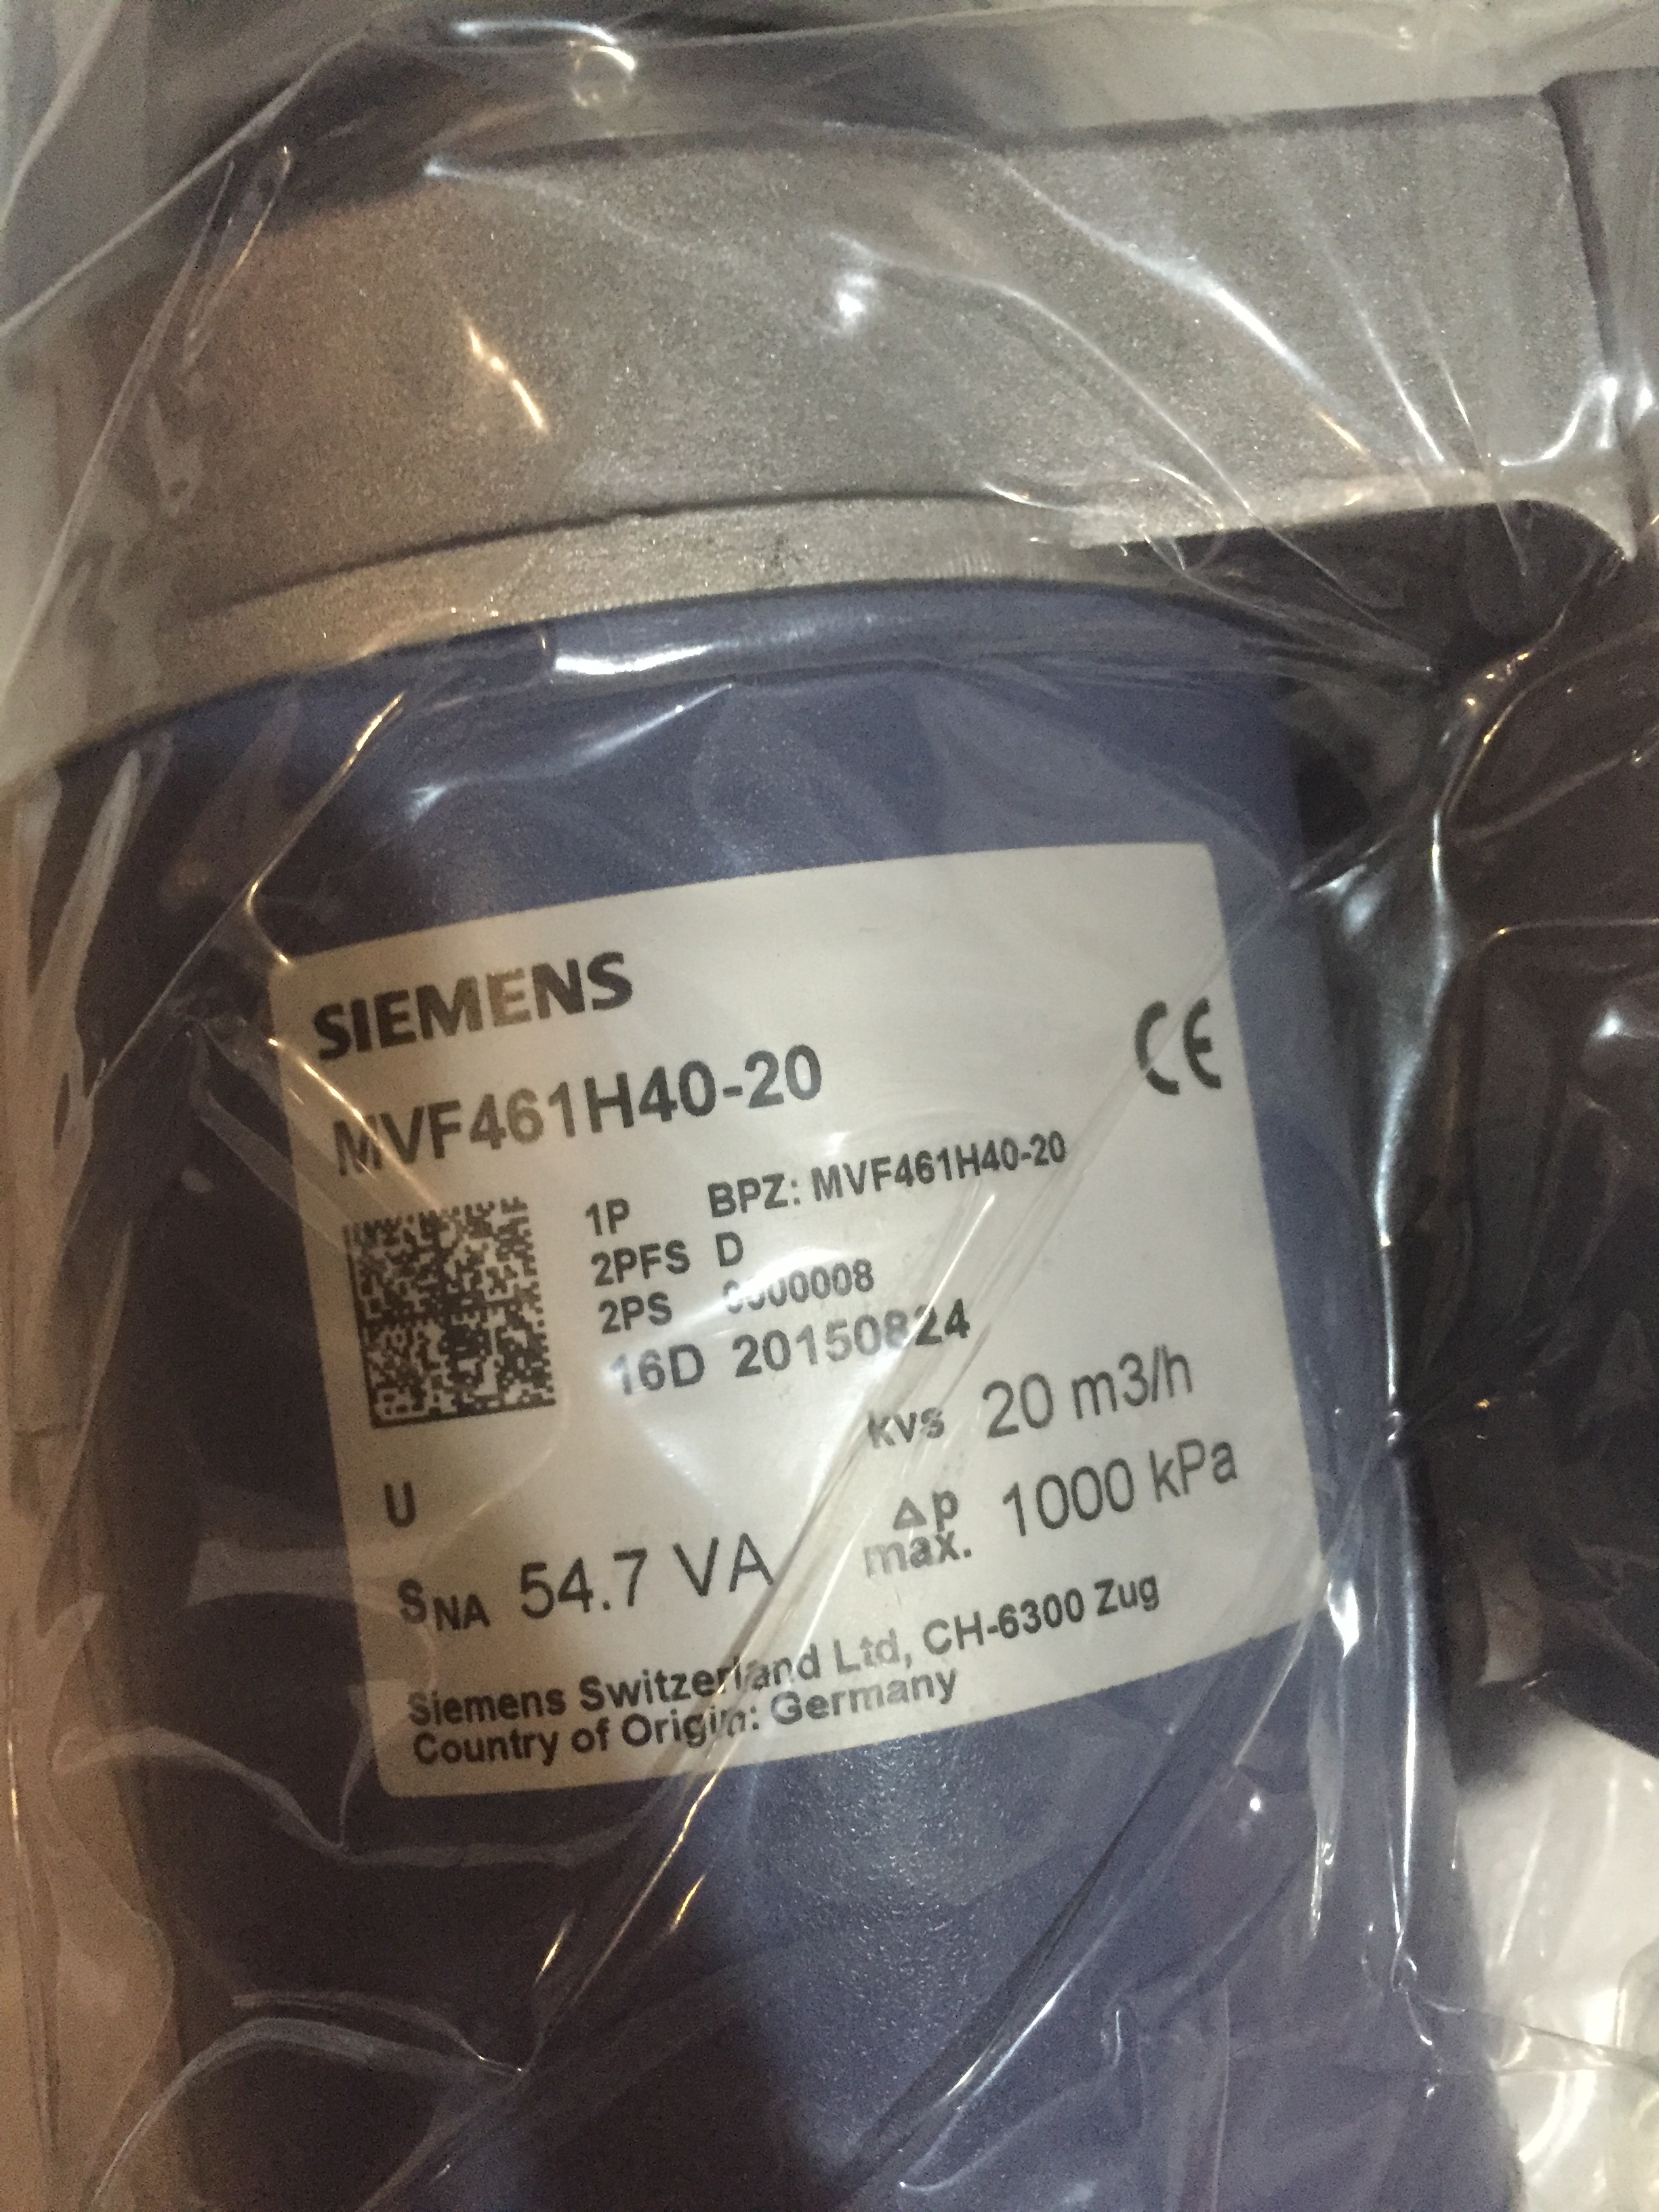 SIEMENS
CE
MVF461H40-20
1P BPZ: MVF461H40-20
2PFS D
2PS 0000008
16D 20150824
kvs 20 m3/h
U
Δp max. 1000 kPa
SNA 54.7 VA
Siemens Switzerland Ltd, CH-6300 Zug
Country of Origin: Germany